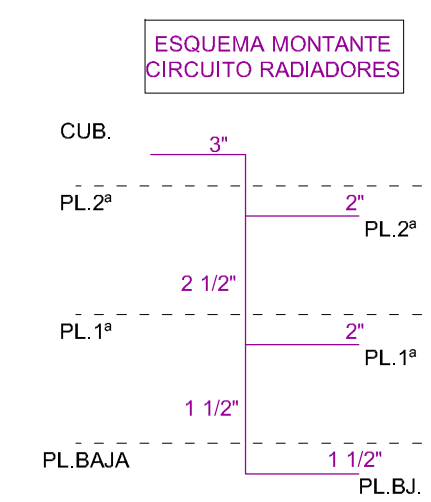 ESQUEMA MONTANTE
CIRCUITO RADIADORES
CUB.
3"
PL.2ª
2"
PL.2ª
2 1/2"
PL.1ª
2"
PL.1ª
1 1/2"
PL.BAJA
1 1/2"
PL.BJ.